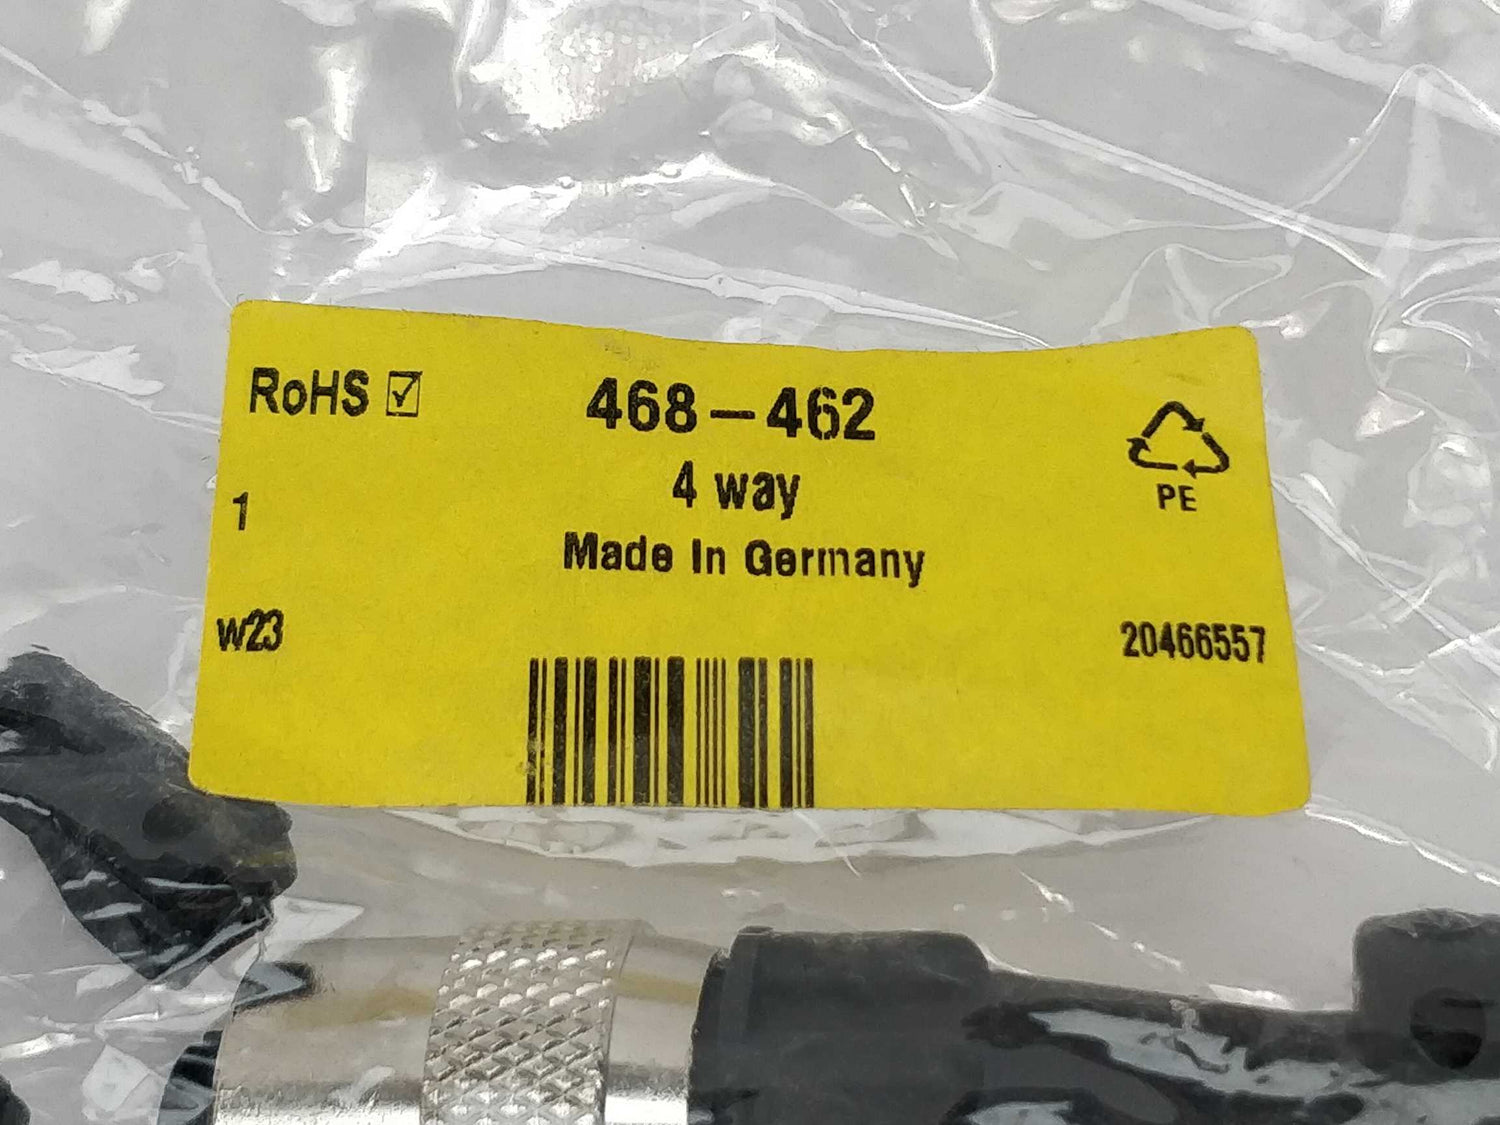 RoHS ☑
468-462
4 way
Made In Germany
PE
1
W23
20466557